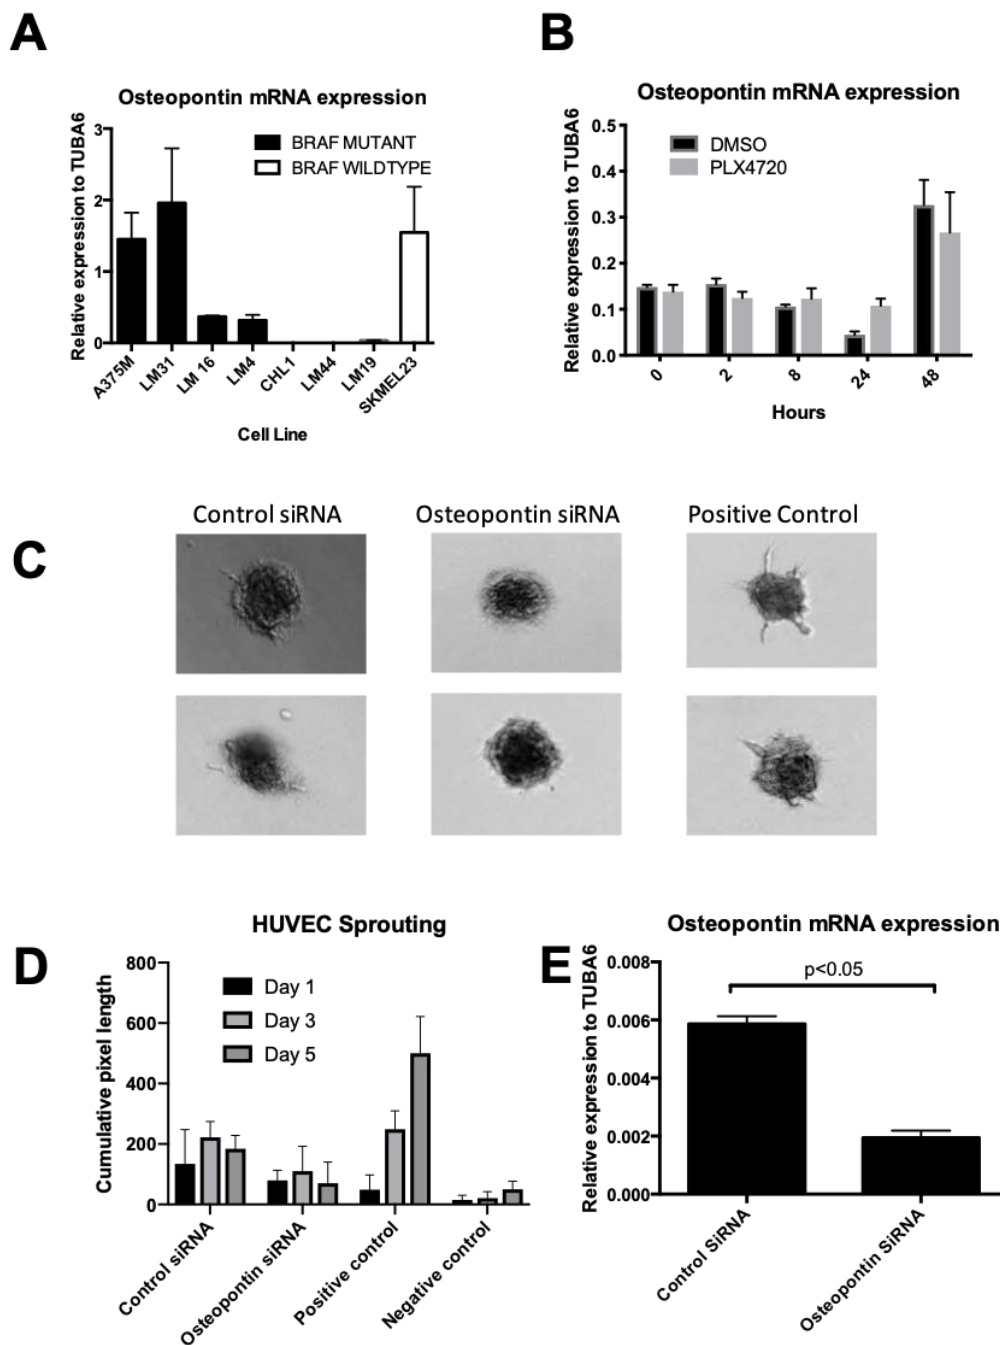 A
Osteopontin mRNA expression
Relative expression to TUBA6
3
2
1
0
BRAF MUTANT
BRAF WILDTYPE
A375M
LM31
LM 16
LM4
CHL1
LM44
LM19
SKMEL23
Cell Line
B
Osteopontin mRNA expression
Relative expression to TUBA6
0.5
0.4
0.3
0.2
0.1
0.0
DMSO
PLX4720
0
2
8
24
48
Hours
C
Control siRNA
Osteopontin siRNA
Positive Control
D
HUVEC Sprouting
Cumulative pixel length
800
600
400
200
0
Day 1
Day 3
Day 5
Control siRNA
Osteopontin siRNA
Positive control
Negative control
E
Osteopontin mRNA expression
Relative expression to TUBA6
0.008
0.006
0.004
0.002
0.000
p<0.05
Control SiRNA
Osteopontin SiRNA